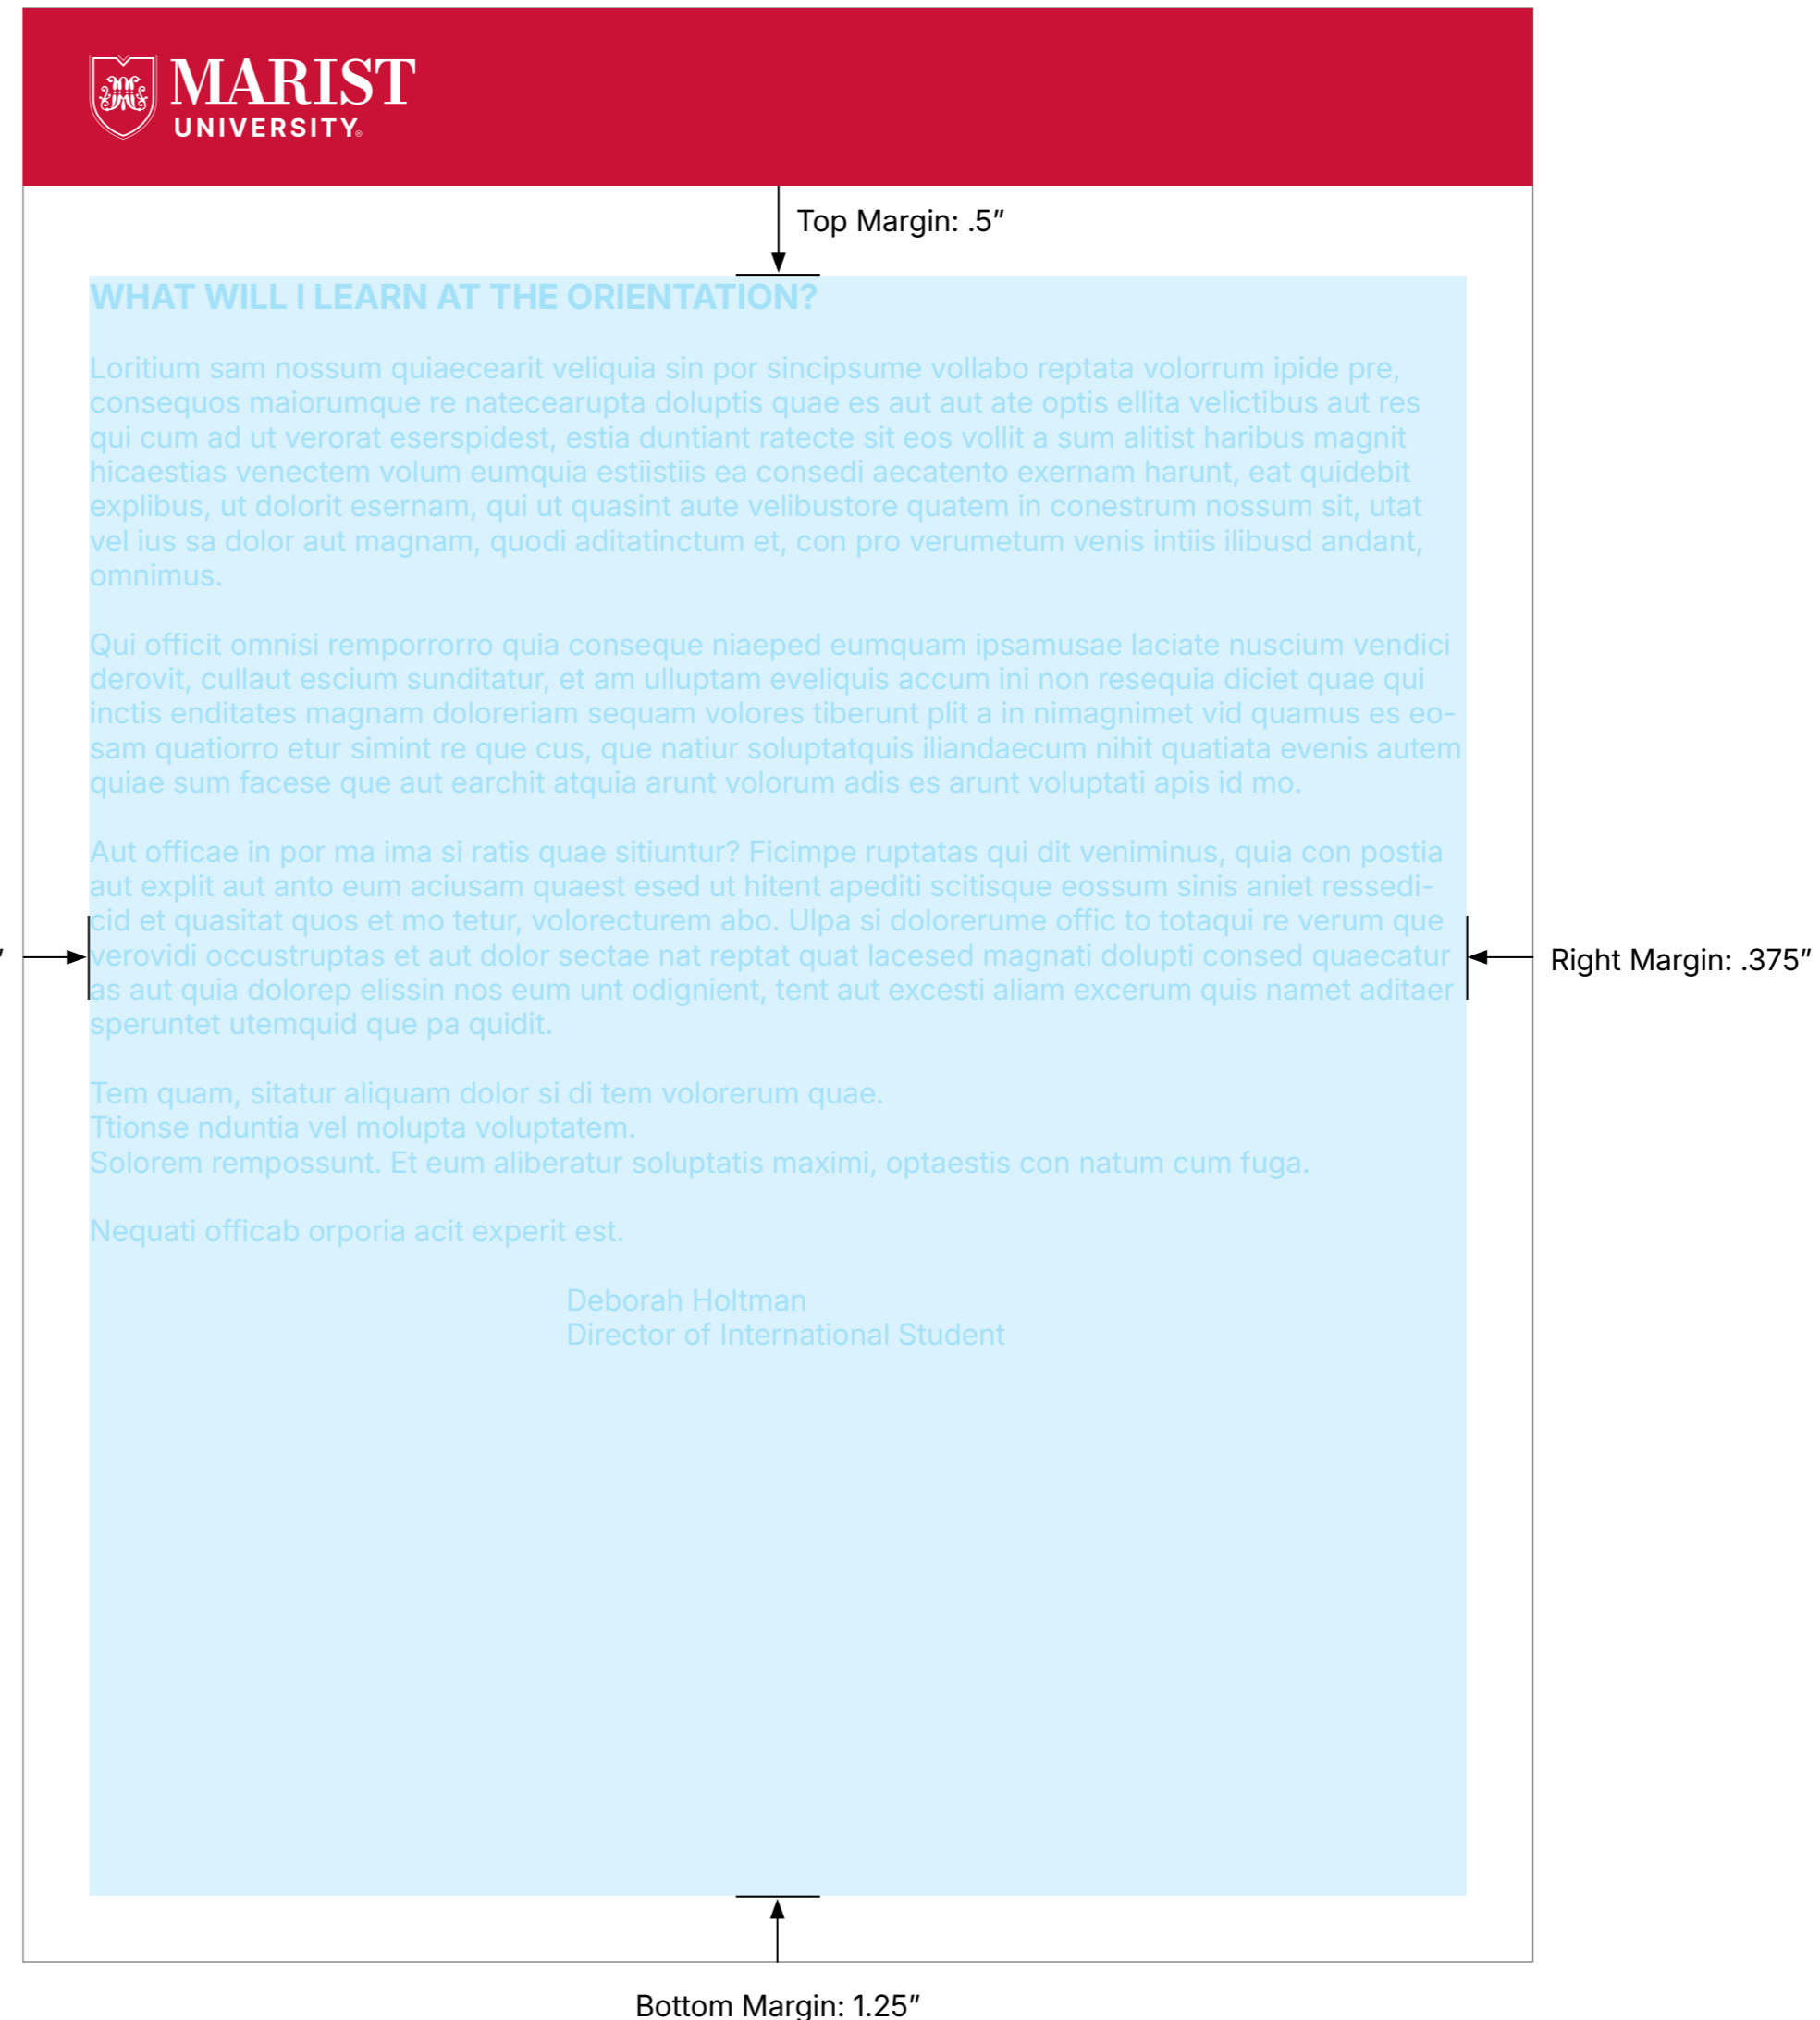 MARIST
UNIVERSITY®
Top Margin: .5”
WHAT WILL I LEARN AT THE ORIENTATION?
Loritium sam nossum quiaecearit veliquia sin por sincipsume vollabo reptata volorrum ipide pre,
consequos maiorumque re natecearupta doluptis quae es aut aut ate optis ellita velictibus aut res
qui cum ad ut verorat eserspidest, estia duntiant ratecte sit eos vollit a sum alitist haribus magnit
hicaestias venectem volum eumquia estiistiis ea consedi aecatento exernam harunt, eat quidebit
explibus, ut dolorit esernam, qui ut quasint aute velibustore quatem in conestrum nossum sit, utat
vel ius sa dolor aut magnam, quodi aditatinctum et, con pro verumetum venis intiis ilibusd andant,
omnimus.
Qui officit omnisi remporrorro quia conseque niaeped eumquam ipsamusae laciate nuscium vendici
derovit, cullaut escium sunditatur, et am ulluptam eveliquis accum ini non resequia diciet quae qui
inctis enditates magnam doloreriam sequam volores tiberunt plit a in nimagnimet vid quamus es eo-
sam quatiorro etur simint re que cus, que natiur soluptatquis iliandaecum nihit quatiata evenis autem
quiae sum facese que aut earchit atquia arunt volorum adis es arunt voluptati apis id mo.
Aut officae in por ma ima si ratis quae sitiuntur? Ficimpe ruptatas qui dit veniminus, quia con postia
aut explit aut anto eum aciusam quaest esed ut hitent apediti scitisque eossum sinis aniet ressedi-
cid et quasitat quos et mo tetur, volorecturem abo. Ulpa si dolorerume offic to totaqui re verum que
verovidi occustruptas et aut dolor sectae nat reptat quat lacesed magnati dolupti consed quaecatur
as aut quia dolorep elissin nos eum unt odignient, tent aut excesti aliam excerum quis namet aditaer
speruntet utemquid que pa quidit.
Right Margin: .375”
Tem quam, sitatur aliquam dolor si di tem volorerum quae.
Ttionse nduntia vel molupta voluptatem.
Solorem rempossunt. Et eum aliberatur soluptatis maximi, optaestis con natum cum fuga.
Nequati officab orporia acit experit est.
Deborah Holtman
Director of International Student
Bottom Margin: 1.25”